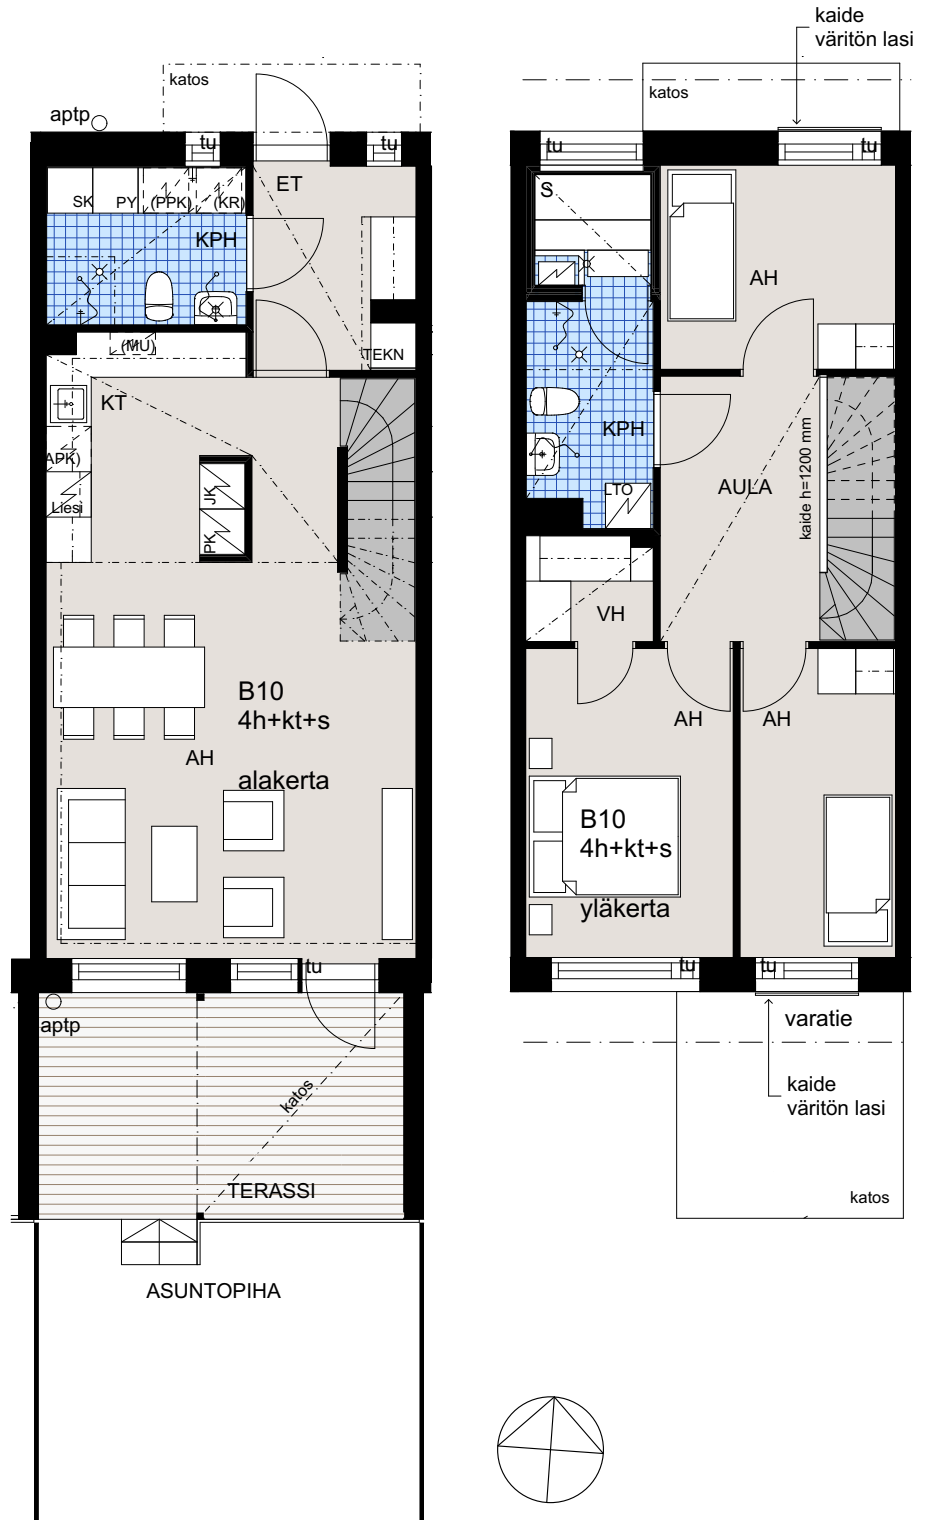 kaide
väritön lasi
katos
katos
aptp
tu
tu
tu
tu
ET
SK
PY
(PPK)
(KR)
KPH
S
AH
(MU)
TEKN
KT
APK)
Liesi
JK
PK
KPH
LTO
AULA
kaide h=1200 mm
VH
B10
4h+kt+s
AH
alakerta
AH
AH
B10
4h+kt+s
yläkerta
tu
tu
tu
aptp
katos
TERASSI
varatie
kaide
väritön lasi
katos
ASUNTOPIHA